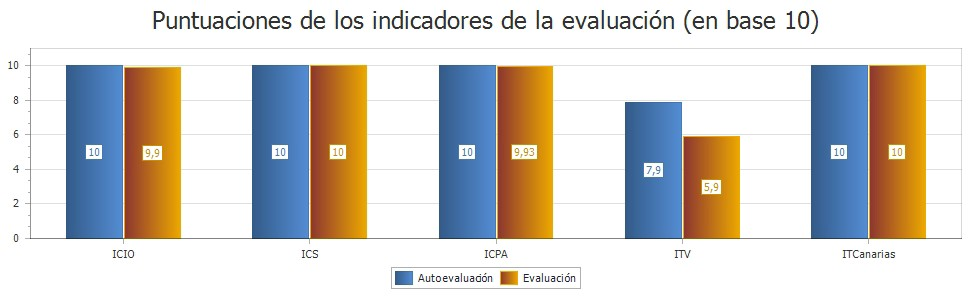 Puntuaciones de los indicadores de la evaluación (en base 10)
10
8
6
4
2
0
10 9,9 10 10 10 9,93 7,9 5,9 10 10
ICIO ICS ICPA ITV ITCanarias
Autoevaluación Evaluación